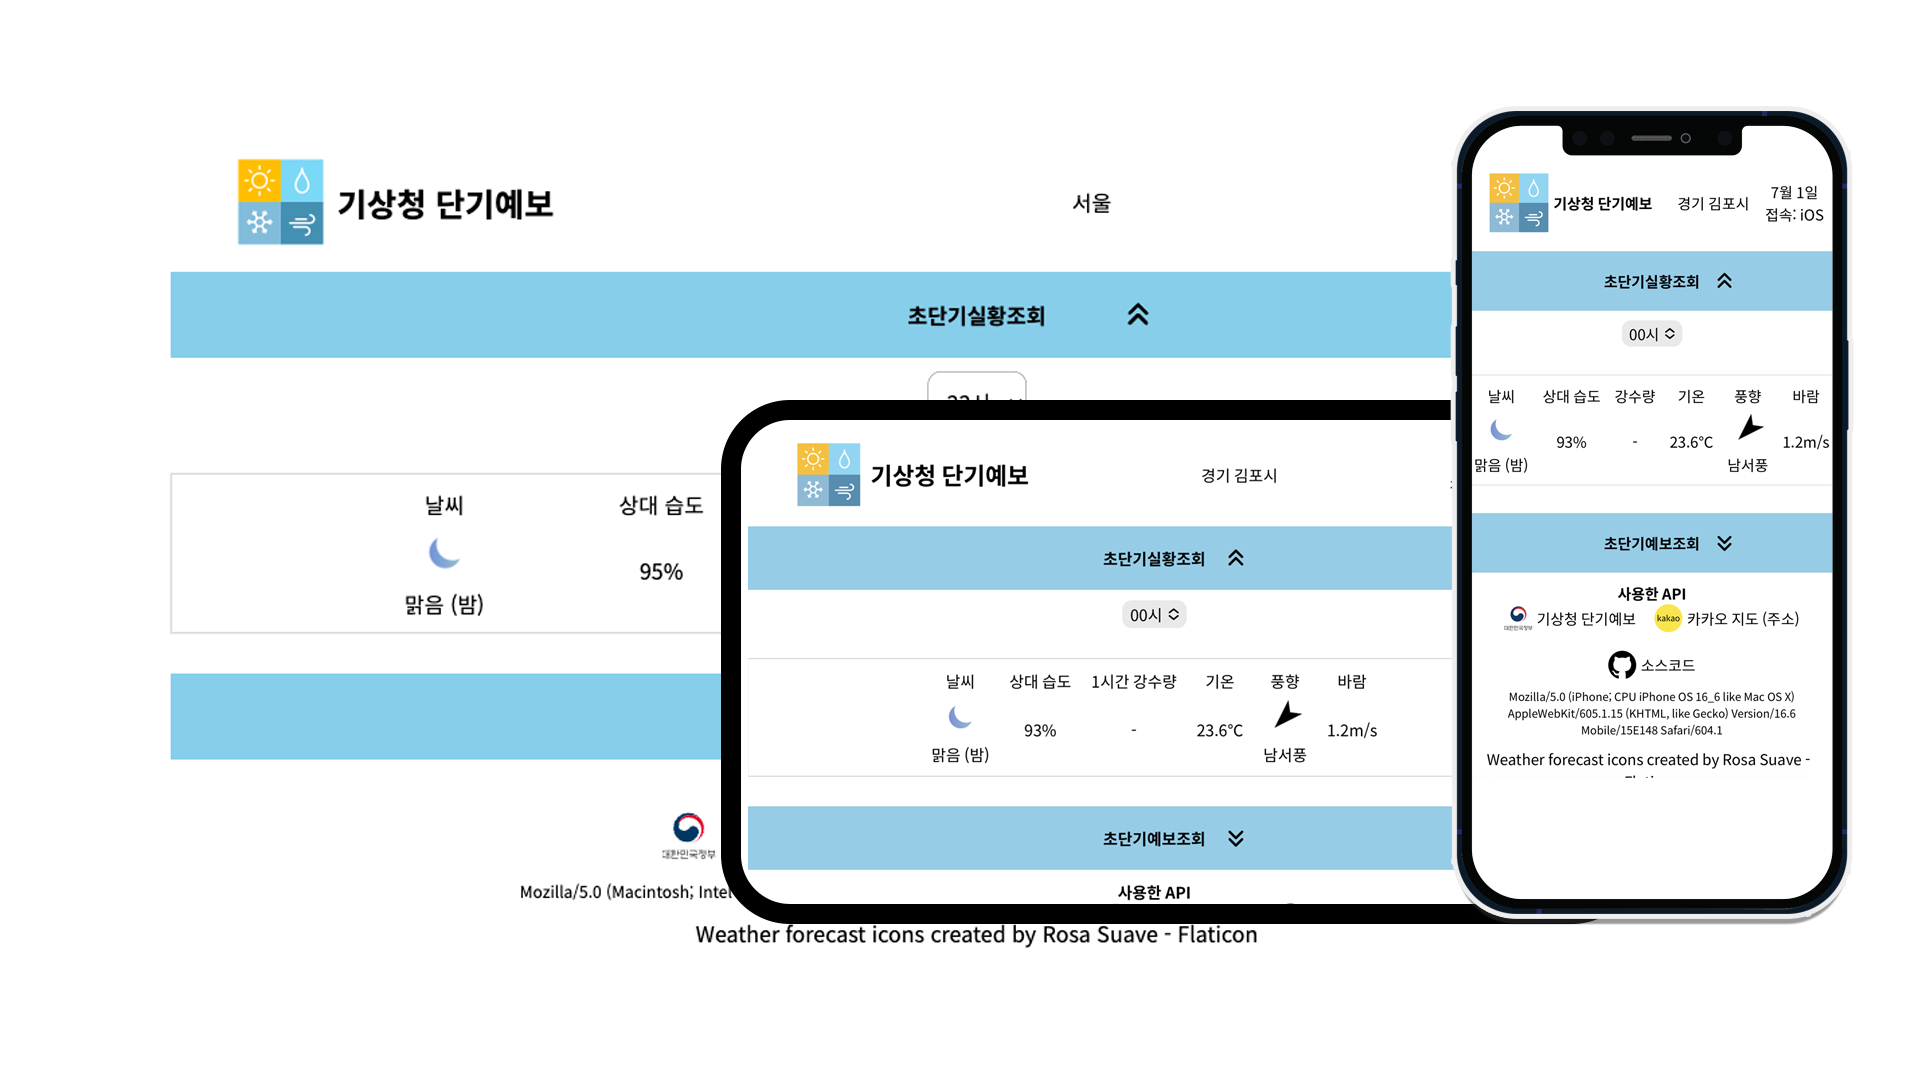 기상청 단기예보
서울
초단기실황조회
날씨
상대 습도
95%
맑음 (밤)
대한민국정부
Mozilla/5.0 (Macintosh; Intel
Weather forecast icons created by Rosa Suave - Flaticon
기상청 단기예보
경기 김포시
초단기실황조회
00시
날씨 상대 습도 1시간 강수량 기온 풍향 바람
93% - 23.6℃ 1.2m/s
맑음 (밤) 남서풍
초단기예보조회
사용한 API
기상청 단기예보
경기 김포시
7월 1일
접속: iOS
초단기실황조회
00시
날씨 상대 습도 강수량 기온 풍향 바람
93% - 23.6℃ 1.2m/s
맑음 (밤) 남서풍
초단기예보조회
사용한 API
대한민국정부 기상청 단기예보 kakao 카카오 지도 (주소)
소스코드
Mozilla/5.0 (iPhone; CPU iPhone OS 16_6 like Mac OS X)
AppleWebKit/605.1.15 (KHTML, like Gecko) Version/16.6
Mobile/15E148 Safari/604.1
Weather forecast icons created by Rosa Suave -